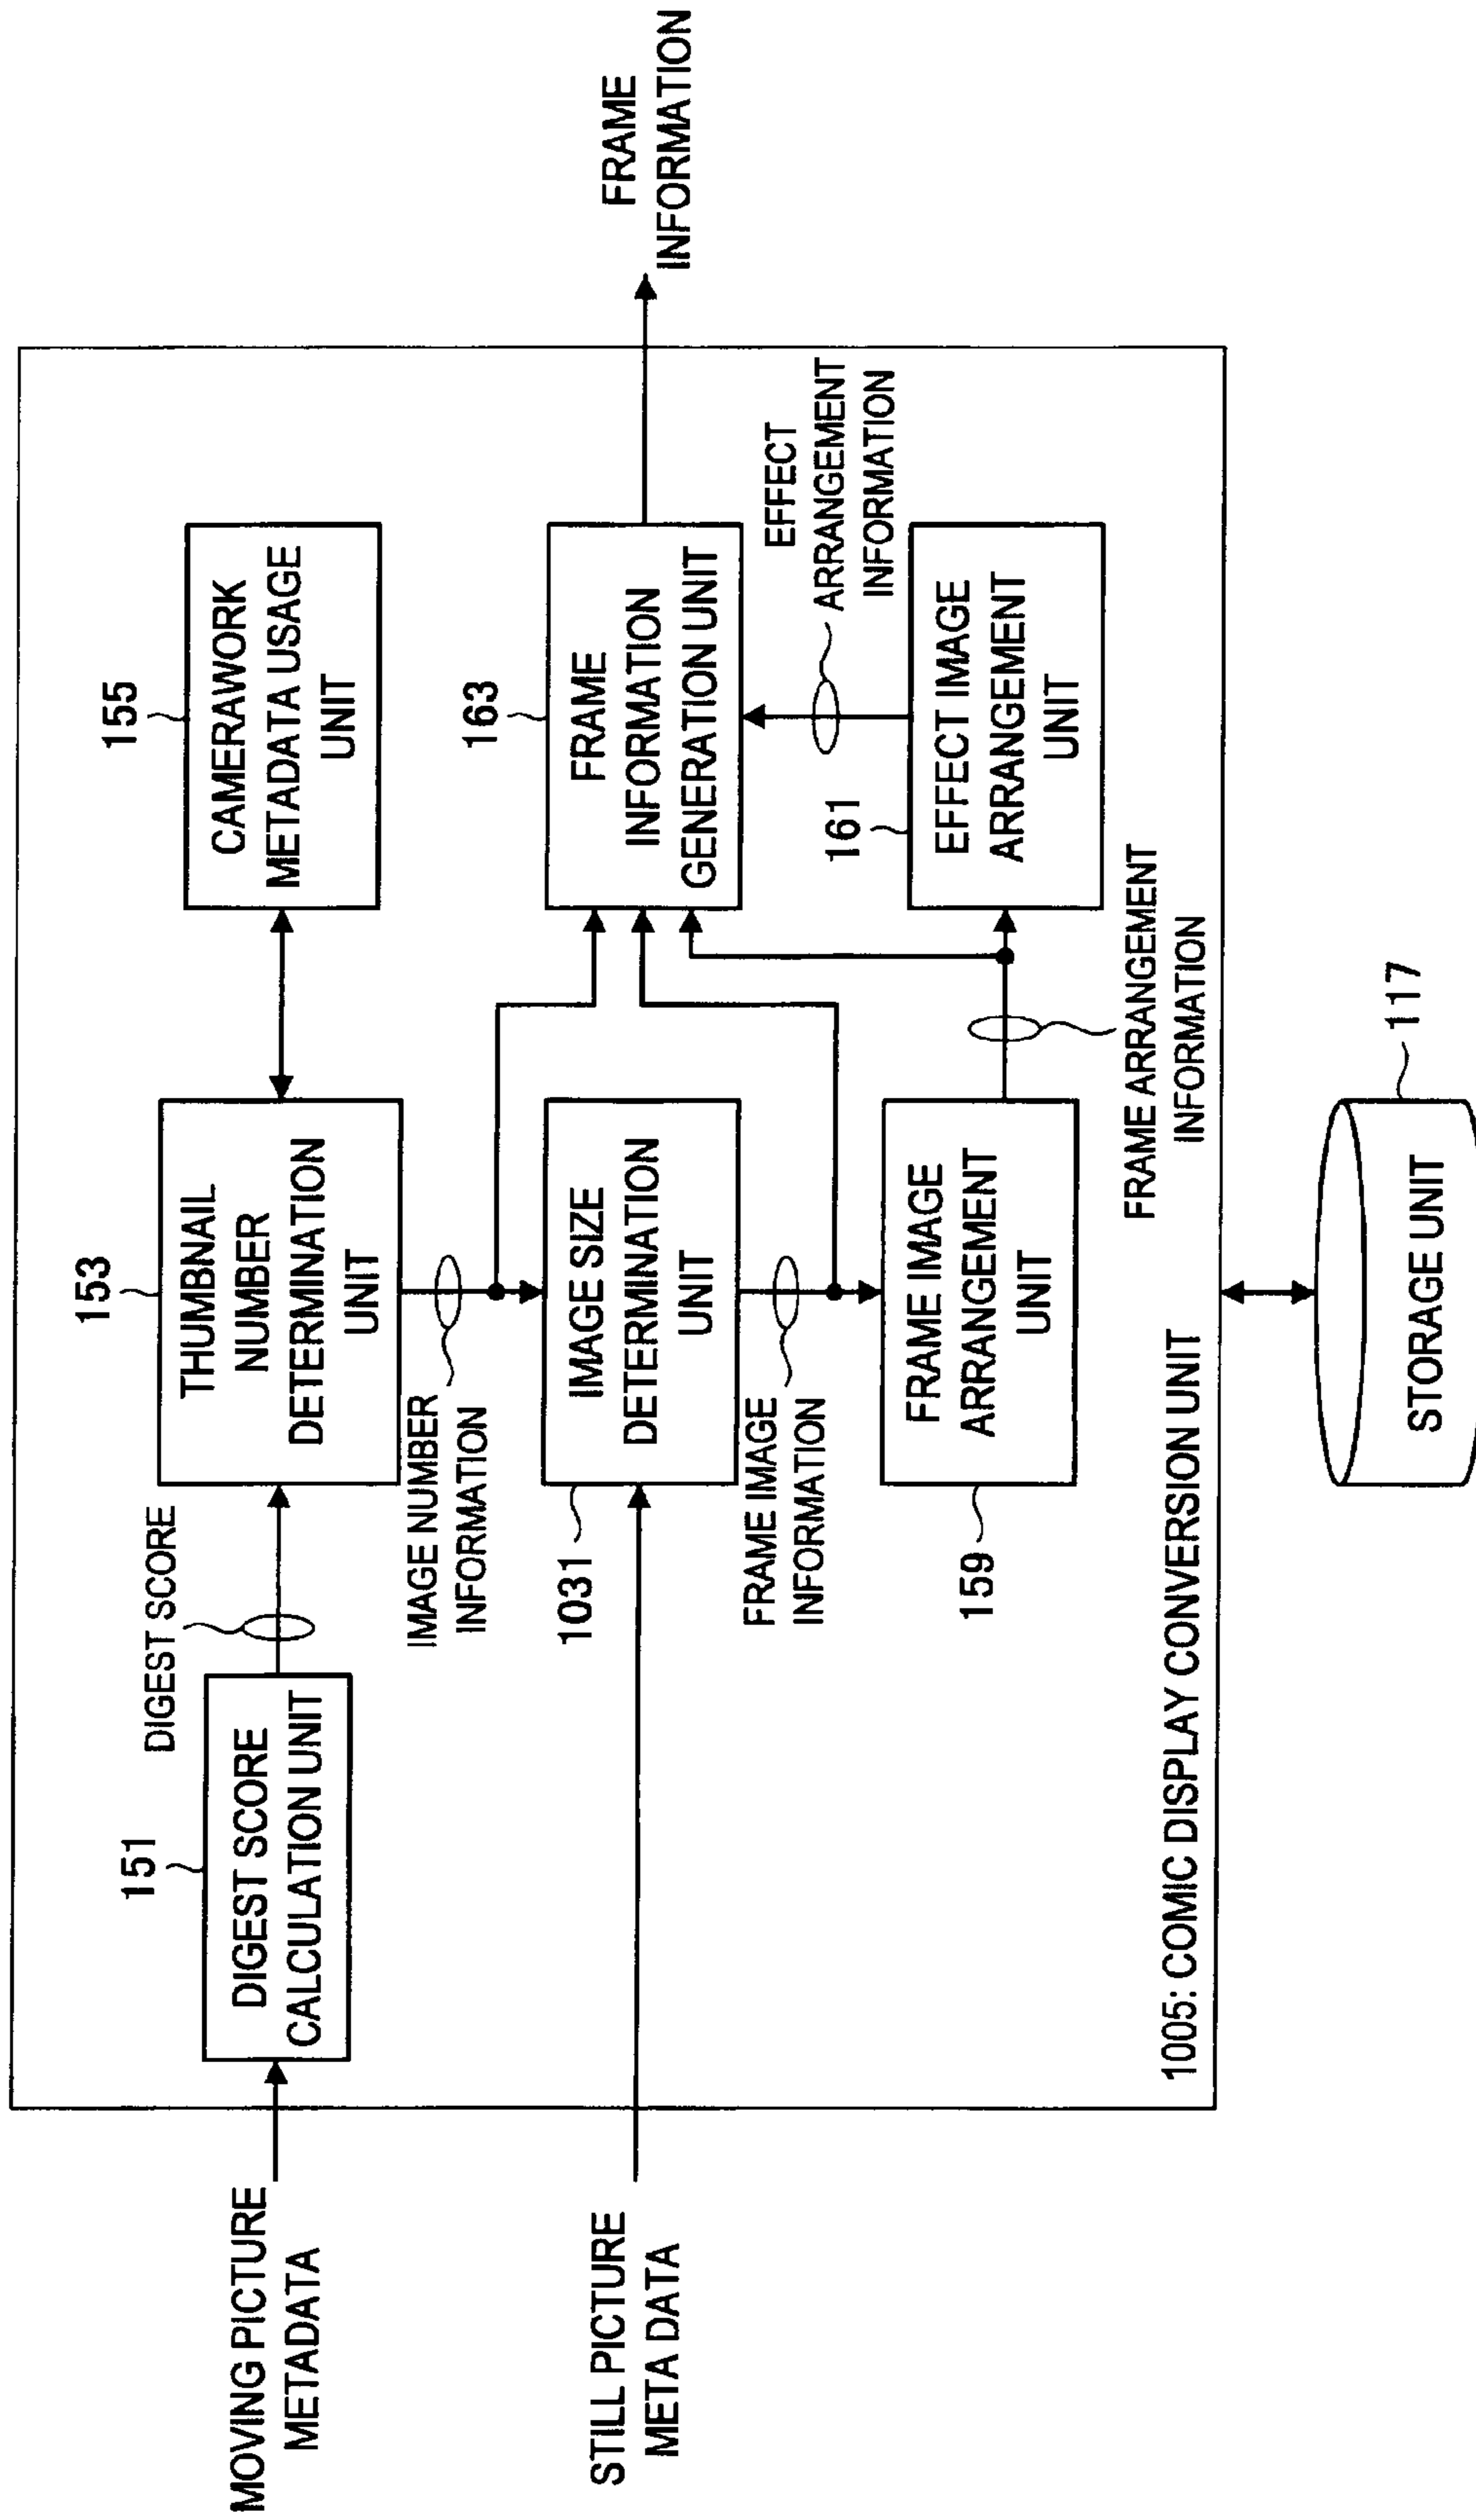 MOVING PICTURE
METADATA
STILL PICTURE
META DATA
151
DIGEST SCORE
CALCULATION UNIT
DIGEST SCORE
153
THUMBNAIL
NUMBER
DETERMINATION
UNIT
155
CAMERAWORK
METADATA USAGE
UNIT
IMAGE NUMBER
INFORMATION
1031
IMAGE SIZE
DETERMINATION
UNIT
163
FRAME
INFORMATION
GENERATION UNIT
FRAME
INFORMATION
FRAME IMAGE
INFORMATION
EFFECT
ARRANGEMENT
INFORMATION
159
FRAME IMAGE
ARRANGEMENT
UNIT
161
EFFECT IMAGE
ARRANGEMENT
UNIT
FRAME ARRANGEMENT
INFORMATION
1005: COMIC DISPLAY CONVERSION UNIT
117
STORAGE UNIT